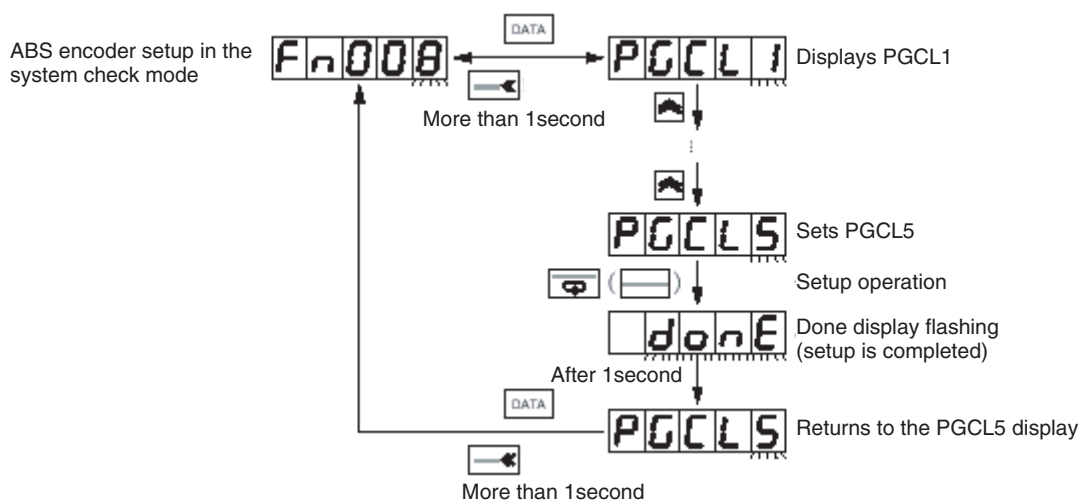 ABS encoder setup in the
system check mode
Fn008
DATA
PGCL1
Displays PGCL1
More than 1second
PGCL5
Sets PGCL5
Setup operation
donE
Done display flashing
(setup is completed)
After 1second
DATA
PGCL5
Returns to the PGCL5 display
More than 1second